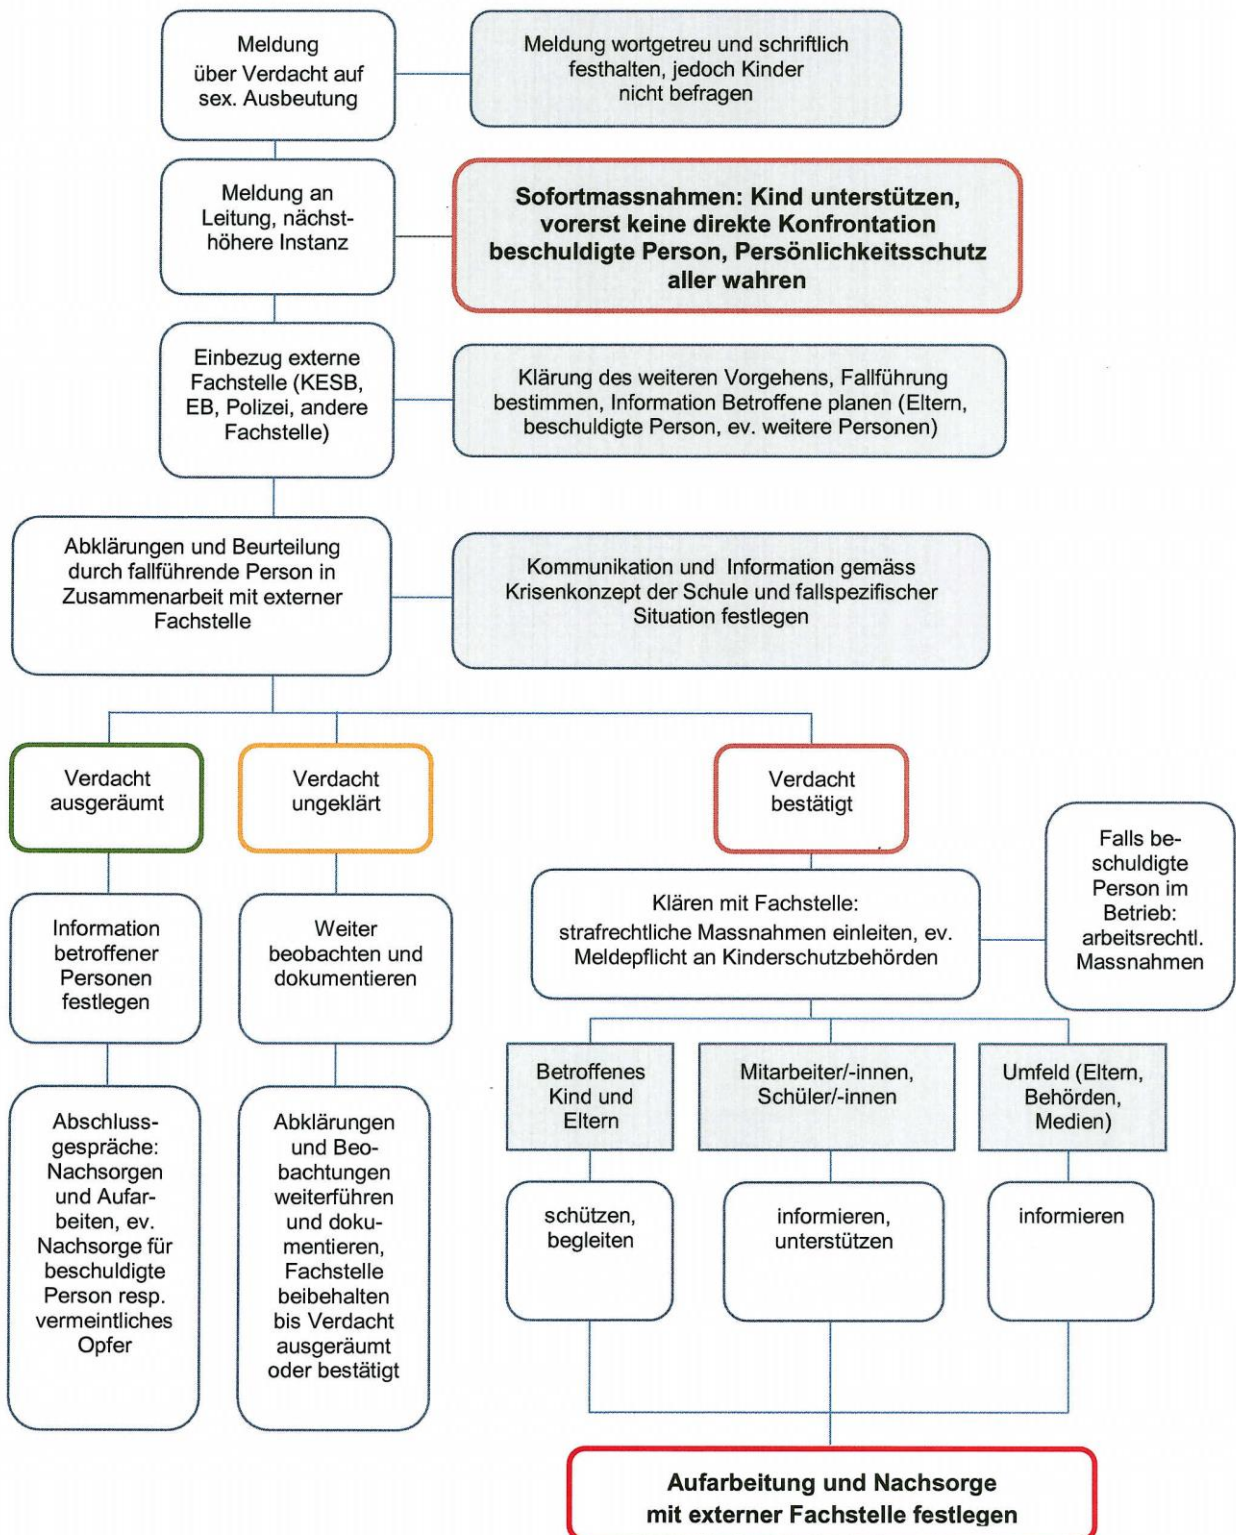 Meldung
über Verdacht auf
sex. Ausbeutung
Meldung wortgetreu und schriftlich
festhalten, jedoch Kinder
nicht befragen
Meldung an
Leitung, nächst-
höhere Instanz
Sofortmassnahmen: Kind unterstützen,
vorerst keine direkte Konfrontation
beschuldigte Person, Persönlichkeitsschutz
aller wahren
Einbezug externe
Fachstelle (KESB,
EB, Polizei, andere
Fachstelle)
Klärung des weiteren Vorgehens, Fallführung
bestimmen, Information Betroffene planen (Eltern,
beschuldigte Person, ev. weitere Personen)
Abklärungen und Beurteilung
durch fallführende Person in
Zusammenarbeit mit externer
Fachstelle
Kommunikation und Information gemäss
Krisenkonzept der Schule und fallspezifischer
Situation festlegen
Verdacht
ausgeräumt
Verdacht
ungeklärt
Verdacht
bestätigt
Falls be-
schuldigte
Person im
Betrieb:
arbeitsrechtl.
Massnahmen
Information
betroffener
Personen
festlegen
Weiter
beobachten und
dokumentieren
Klären mit Fachstelle:
strafrechtliche Massnahmen einleiten, ev.
Meldepflicht an Kinderschutzbehörden
Abschluss-
gespräche:
Nachsorgen
und Aufar-
beiten, ev.
Nachsorge für
beschuldigte
Person resp.
vermeintliches
Opfer
Abklärungen
und Beo-
bachtungen
weiterführen
und doku-
mentieren,
Fachstelle
beibehalten
bis Verdacht
ausgeräumt
oder bestätigt
Betroffenes
Kind und
Eltern
Mitarbeiter/-innen,
Schüler/-innen
Umfeld (Eltern,
Behörden,
Medien)
schützen,
begleiten
informieren,
unterstützen
informieren
Aufarbeitung und Nachsorge
mit externer Fachstelle festlegen